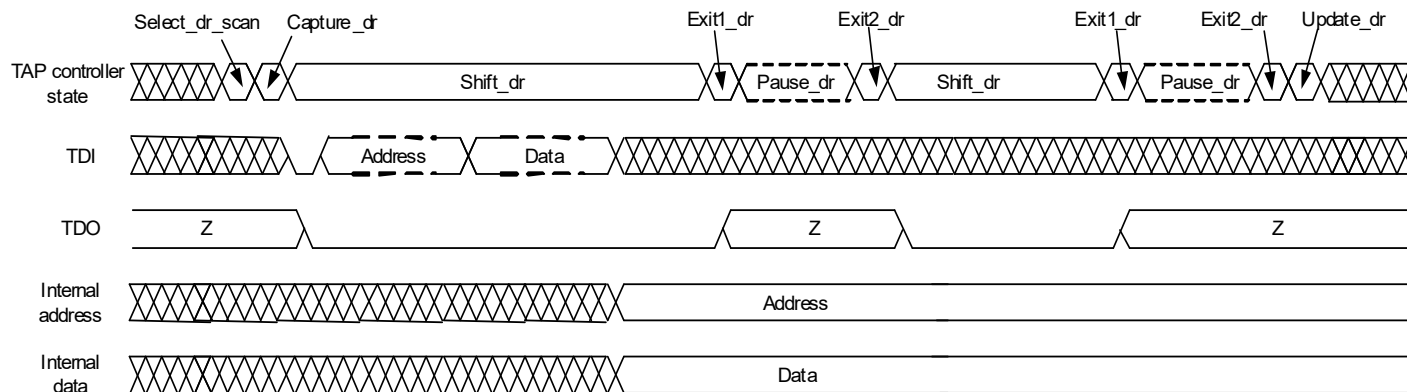 Select_dr_scan Capture_dr Exit1_dr Exit2_dr Exit1_dr Exit2_dr Update_dr
TAP controller
state
Shift_dr Pause_dr Shift_dr Pause_dr
TDI Address Data
TDO Z Z Z
Internal
address
Address
Internal
data
Data